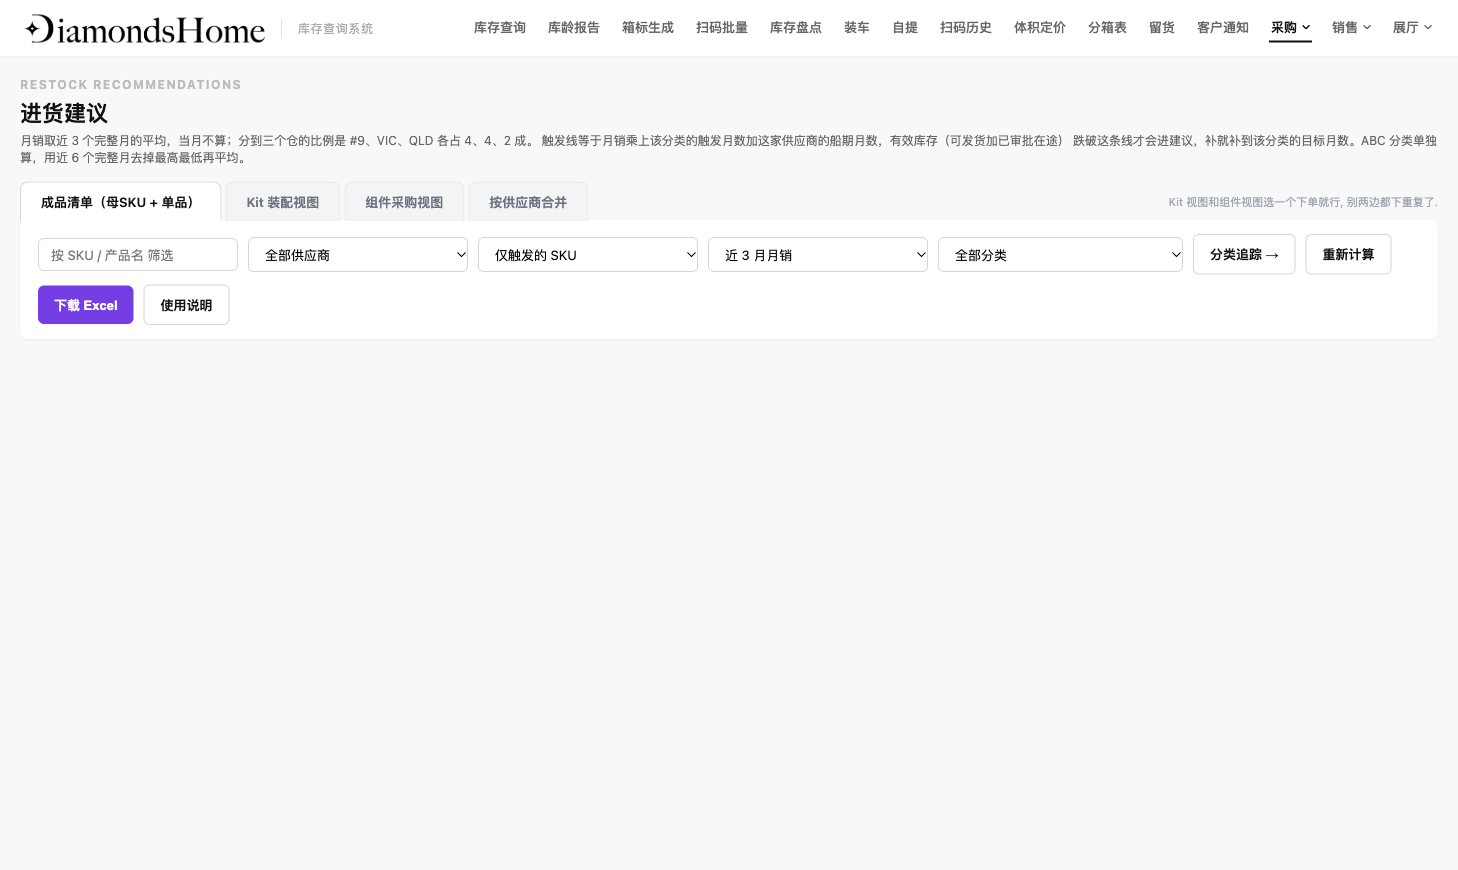 DiamondsHome
库存查询系统
库存查询 库龄报告 箱标生成 扫码批量 库存盘点 装车 自提 扫码历史 体积定价 分箱表 留货 客户通知 采购 销售 展厅
RESTOCK RECOMMENDATIONS
进货建议
月销取近 3 个完整月的平均，当月不算；分到三个仓的比例是 #9、VIC、QLD 各占 4、4、2 成。 触发线等于月销乘上该分类的触发月数加这家供应商的船期月数，有效库存（可发货加已审批在途） 跌破这条线才会进建议，补就补到该分类的目标月数。ABC 分类单独
算，用近 6 个完整月去掉最高最低再平均。
成品清单（母SKU + 单品） Kit 装配视图 组件采购视图 按供应商合并
Kit 视图和组件视图选一个下单就行, 别两边都下重复了.
按 SKU / 产品名 筛选 全部供应商 仅触发的 SKU 近 3 月月销 全部分类 分类追踪 → 重新计算
下载 Excel 使用说明